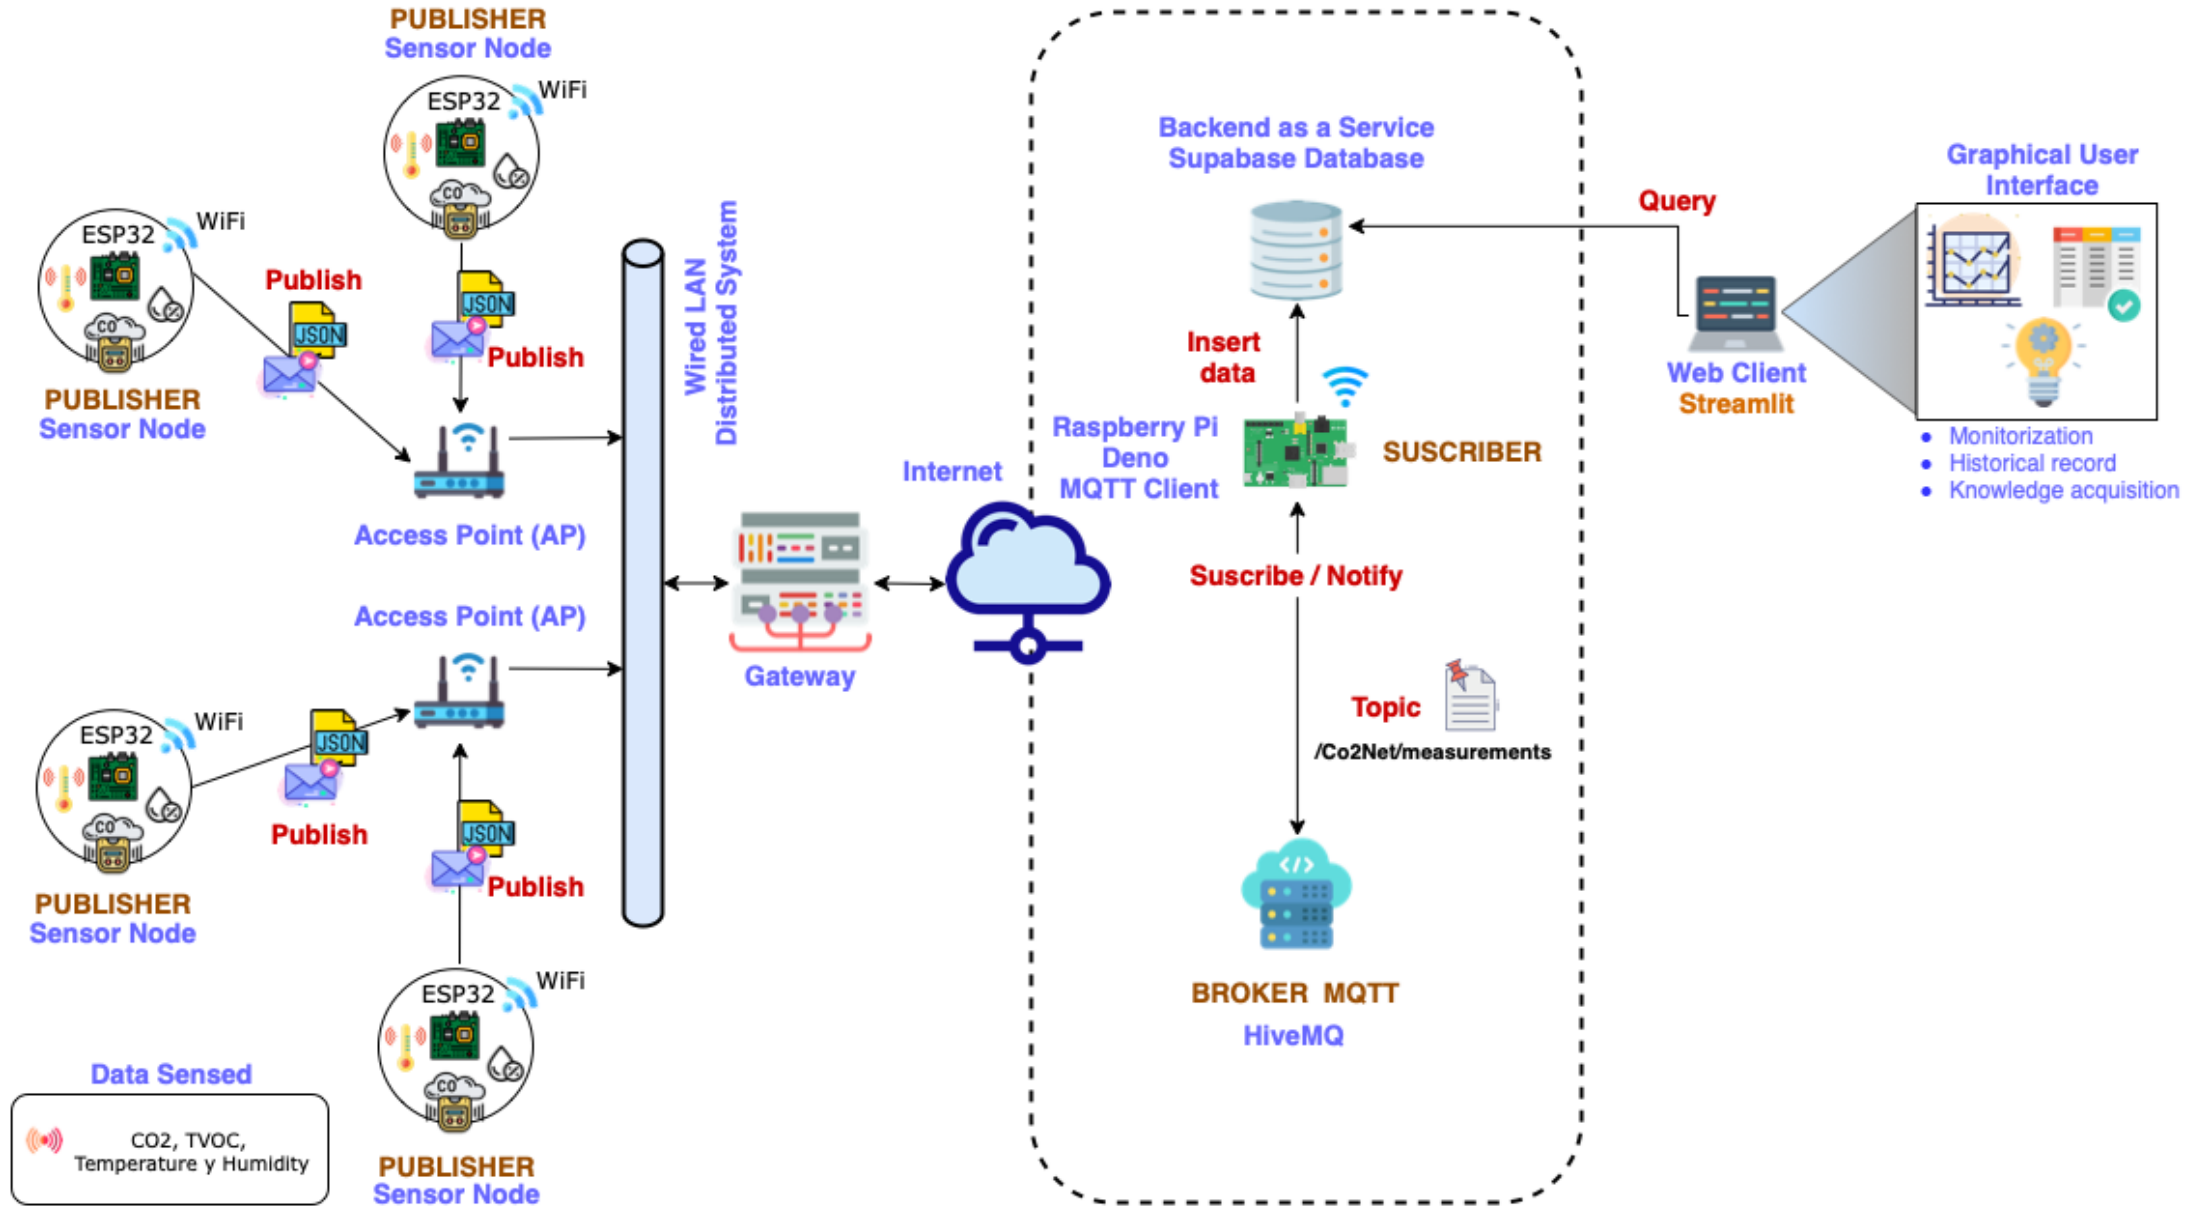 PUBLISHER
Sensor Node
ESP32
WiFi
CO
JSON
Publish
ESP32
WiFi
CO
Publish
JSON
PUBLISHER
Sensor Node
Access Point (AP)
Access Point (AP)
ESP32
WiFi
CO
JSON
Publish
PUBLISHER
Sensor Node
JSON
Publish
ESP32
WiFi
CO
PUBLISHER
Sensor Node
Data Sensed
CO2, TVOC,
Temperature y Humidity
Wired LAN
Distributed System
Gateway
Internet
Backend as a Service
Supabase Database
Insert
data
Raspberry Pi
Deno
MQTT Client
SUSCRIBER
Suscribe / Notify
Topic
/Co2Net/measurements
</>
BROKER MQTT
HiveMQ
Query
Web Client
Streamlit
Graphical User
Interface
Monitorization
Historical record
Knowledge acquisition